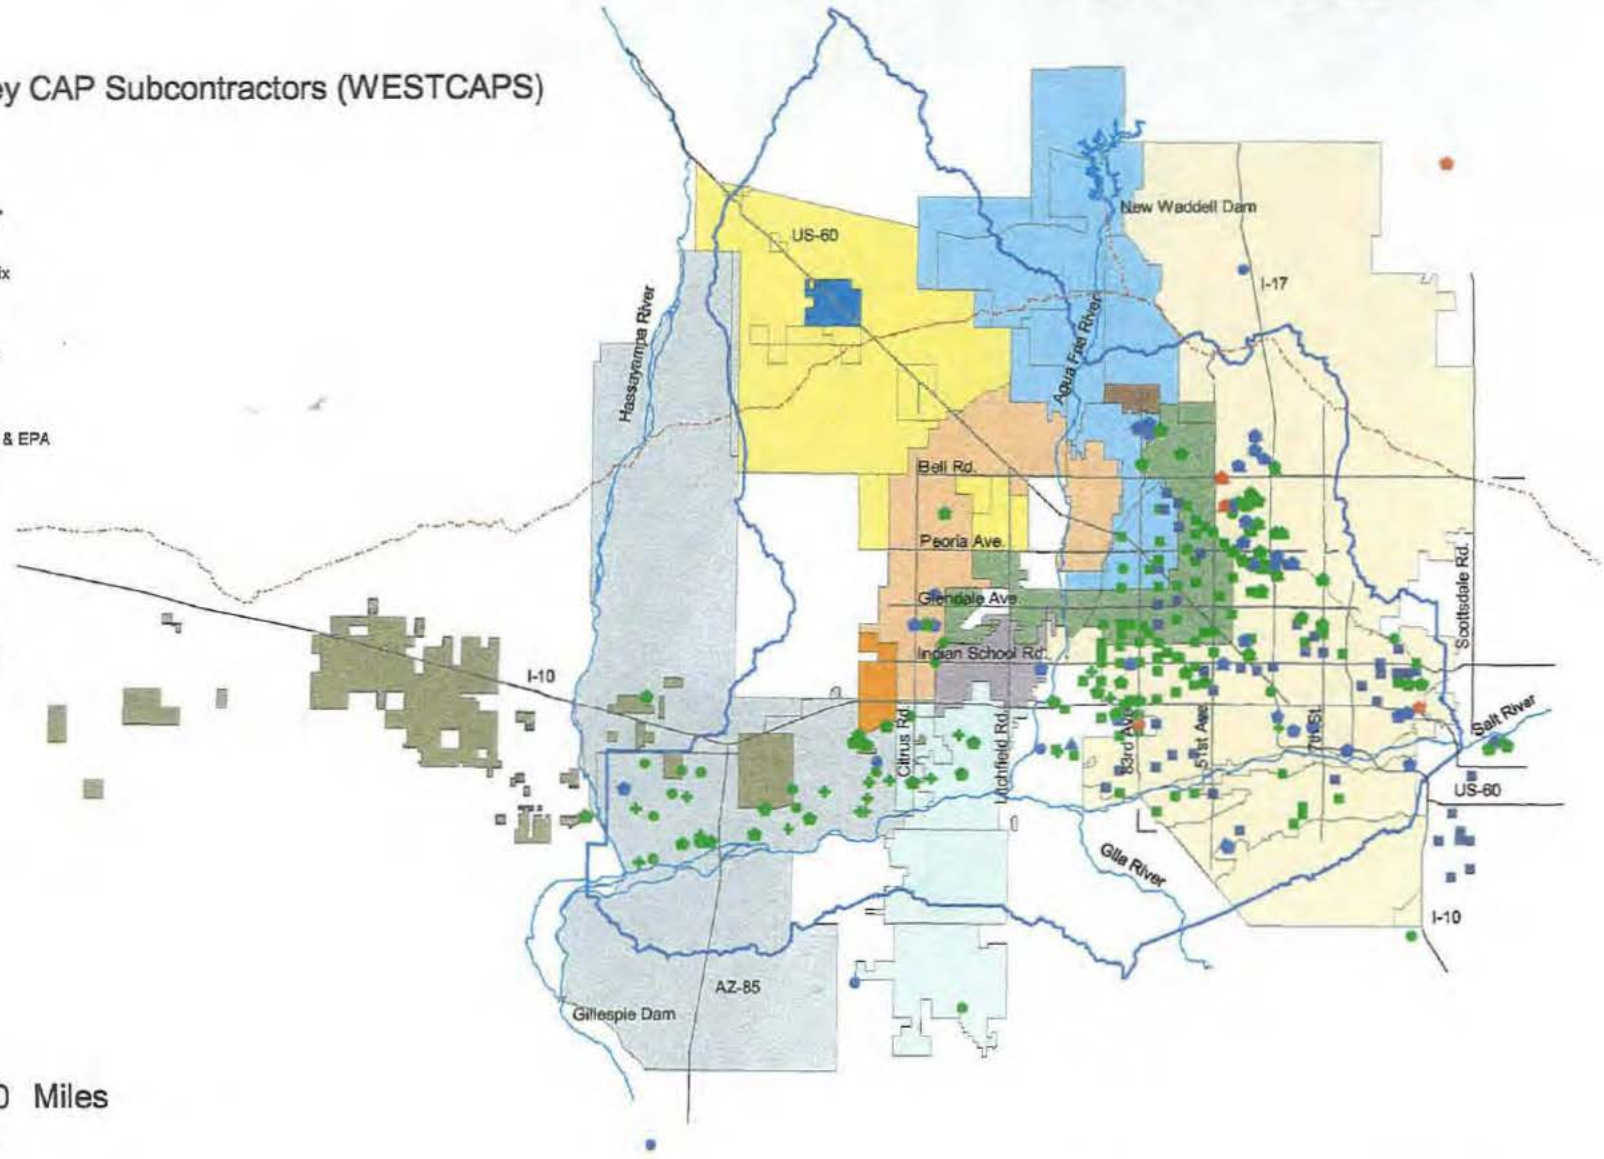 ey CAP Subcontractors (WESTCAPS)
ix
& EPA
New Waddell Dam
US-60
I-17
Hassayampa River
Agua Fria River
Bell Rd.
Peoria Ave.
Glendale Ave.
Scottsdale Rd.
Indian School Rd.
I-10
Citrus Rd.
Litchfield Rd.
83rd Ave.
51st Ave.
7th St.
Salt River
US-60
Gila River
I-10
AZ-85
Gillespie Dam
0 Miles